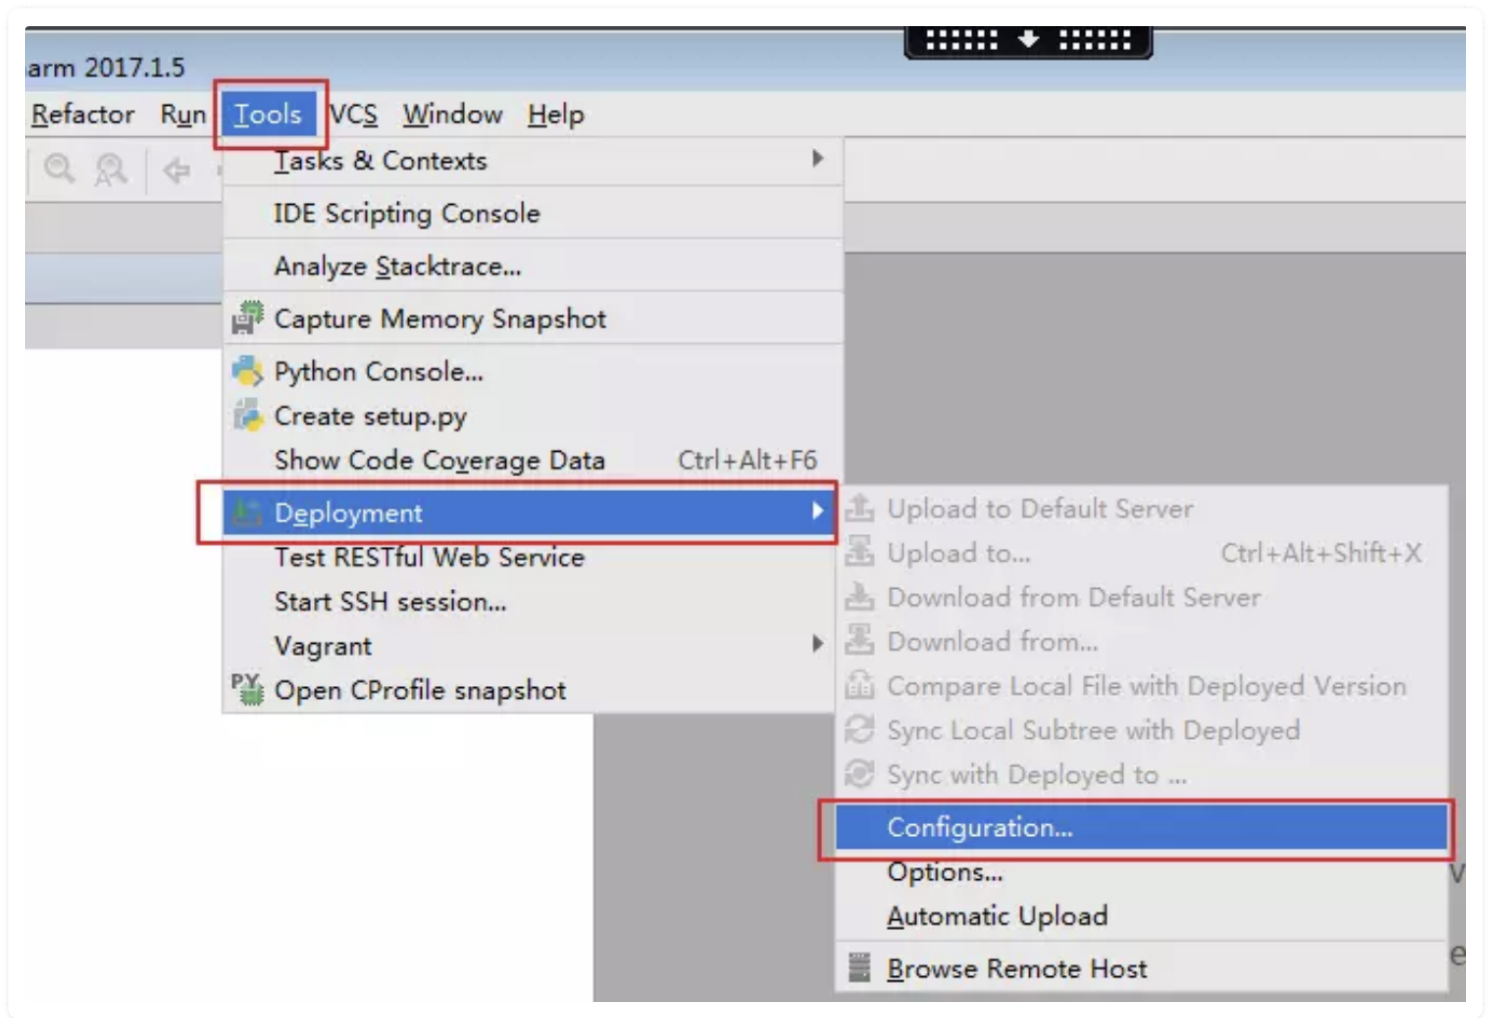 arm 2017.1.5
Refactor Run Tools VCS Window Help
Tasks & Contexts
IDE Scripting Console
Analyze Stacktrace...
Capture Memory Snapshot
Python Console...
Create setup.py
Show Code Coverage Data Ctrl+Alt+F6
Deployment
Test RESTful Web Service
Start SSH session...
Vagrant
PY Open CProfile snapshot
Upload to Default Server
Upload to... Ctrl+Alt+Shift+X
Download from Default Server
Download from...
Compare Local File with Deployed Version
Sync Local Subtree with Deployed
Sync with Deployed to ...
Configuration...
Options...
Automatic Upload
Browse Remote Host
v
e